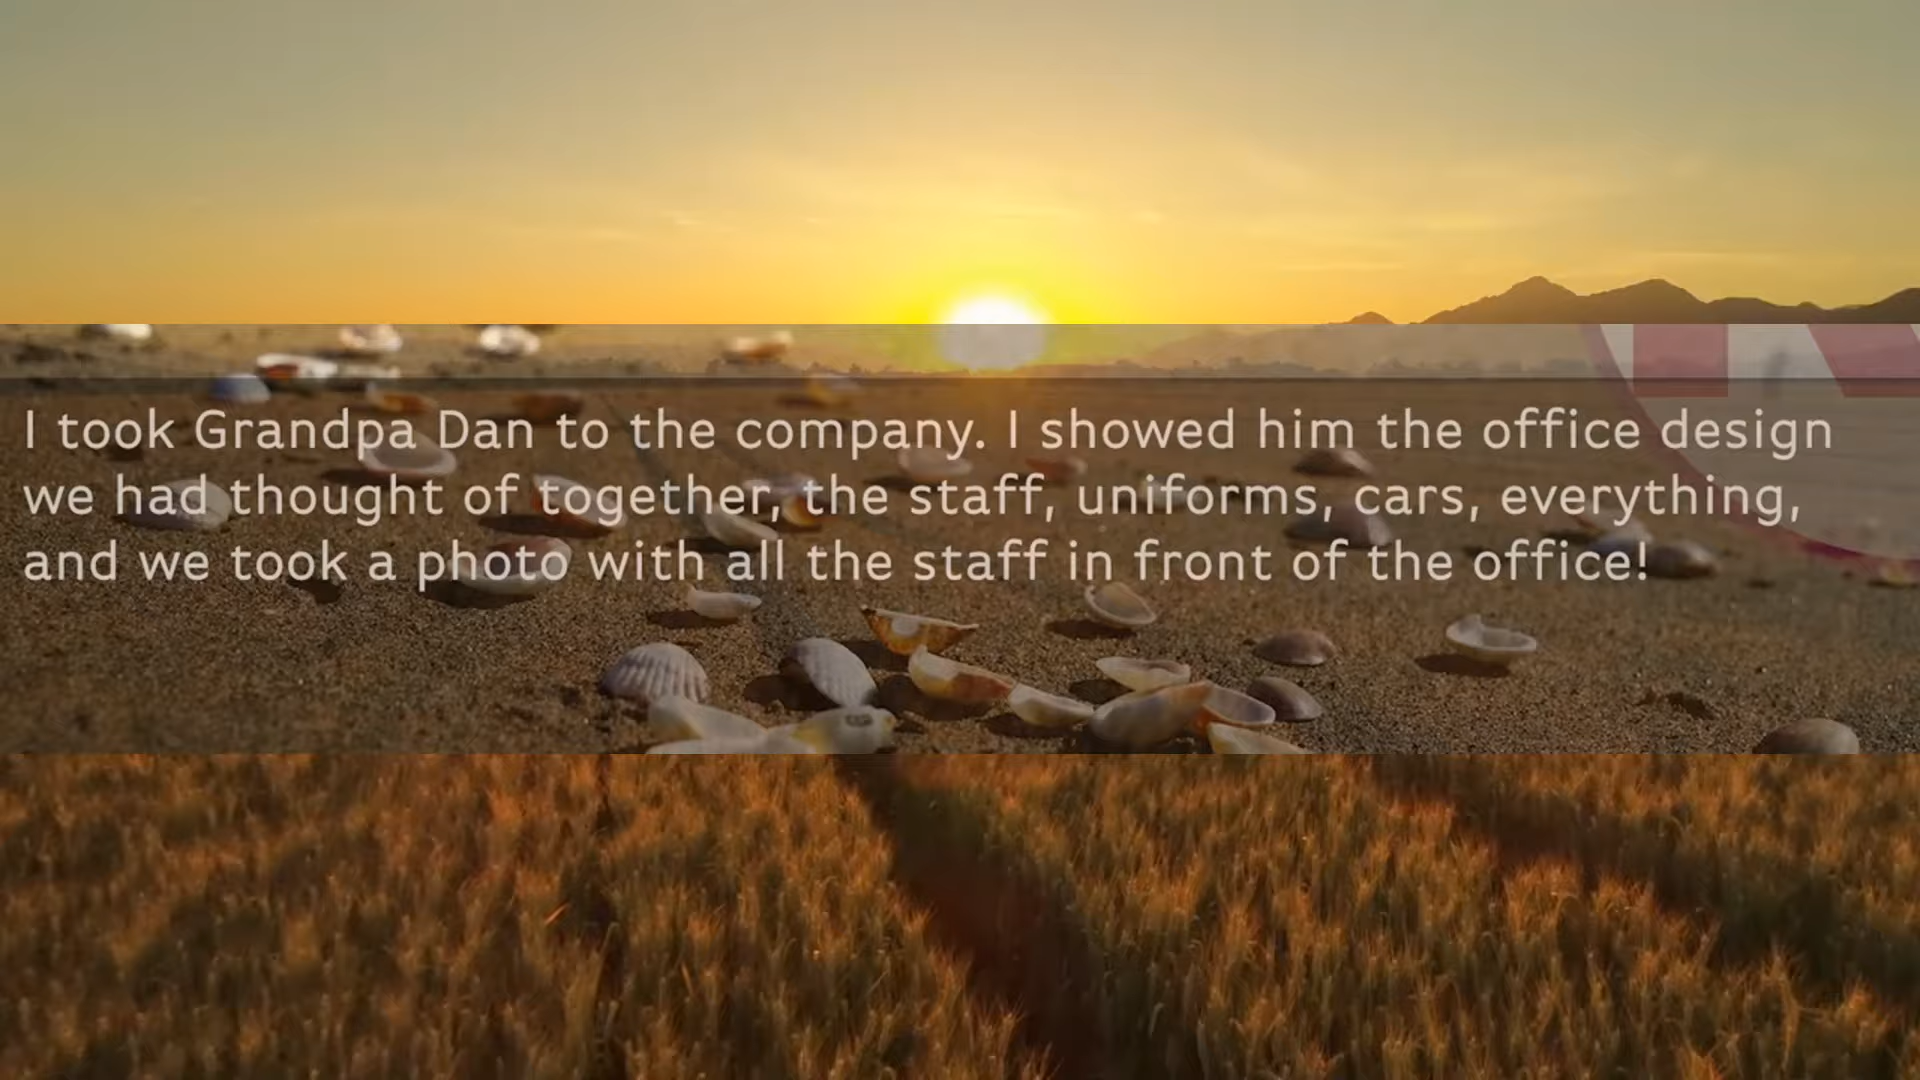 I took Grandpa Dan to the company. I showed him the office design
we had thought of together, the staff, uniforms, cars, everything,
and we took a photo with all the staff in front of the office!